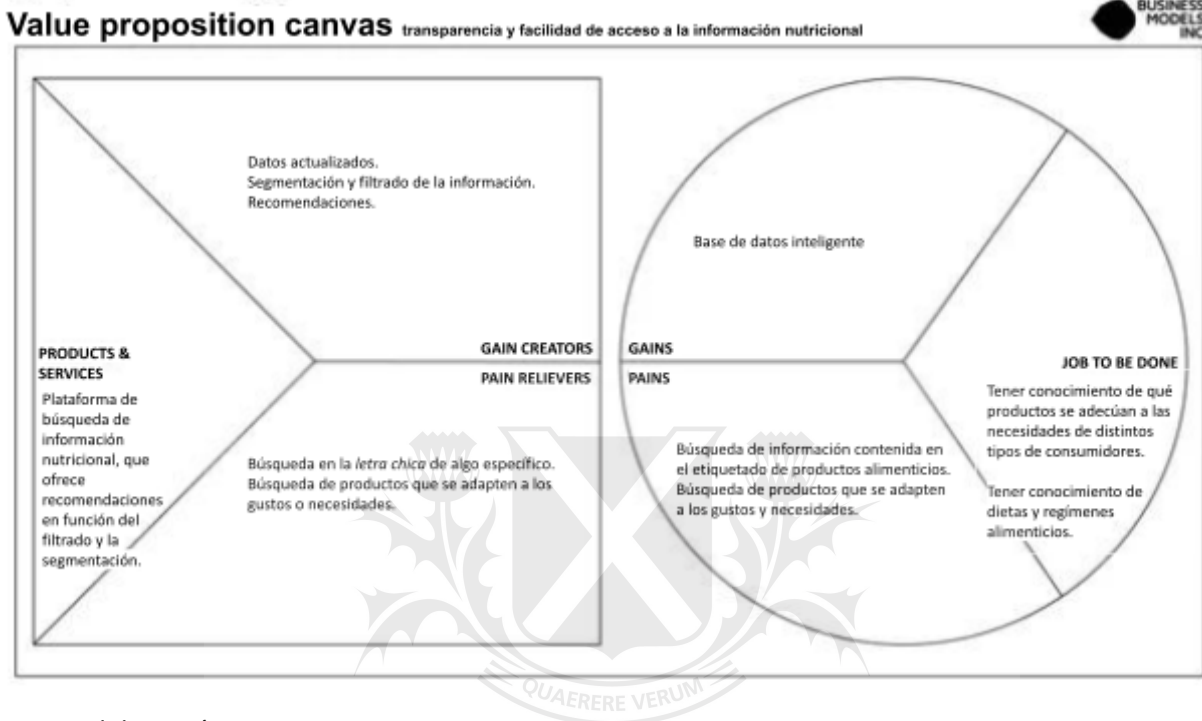 Value proposition canvas transparencia y facilidad de acceso a la información nutricional
BUSINESS
MODELS
INC
Datos actualizados.
Segmentación y filtrado de la información.
Recomendaciones.
GAIN CREATORS
PAIN RELIEVERS
PRODUCTS &
SERVICES
Plataforma de
búsqueda de
información
nutricional, que
ofrece
recomendaciones
en función del
filtrado y la
segmentación.
Búsqueda en la letra chica de algo específico.
Búsqueda de productos que se adapten a los
gustos o necesidades.
Base de datos inteligente
GAINS
PAINS
Búsqueda de información contenida en
el etiquetado de productos alimenticios.
Búsqueda de productos que se adapten
a los gustos y necesidades.
JOB TO BE DONE
Tener conocimiento de qué
productos se adecúan a las
necesidades de distintos
tipos de consumidores.
Tener conocimiento de
dietas y regímenes
alimenticios.
QUAERERE VERUM